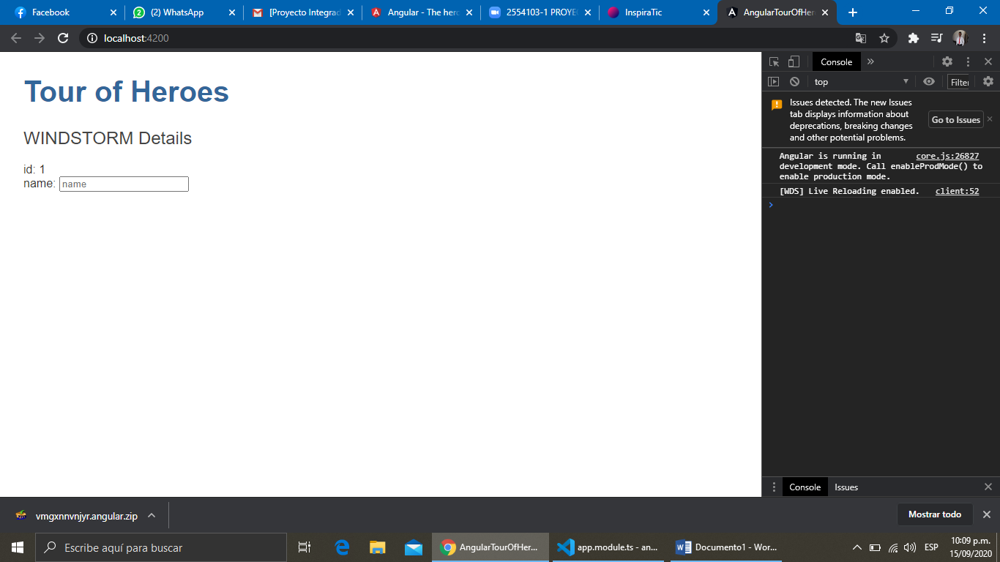 Facebook
(2) WhatsApp
[Proyecto Integrad
Angular - The hero
2554103-1 PROYEC
InspiraTic
AngularTourOfHer
localhost:4200
Tour of Heroes
WINDSTORM Details
id: 1
name: name
Console
top
Filter
Issues detected. The new Issues
tab displays information about
deprecations, breaking changes
and other potential problems.
Go to Issues
Angular is running in core.js:26827
development mode. Call enableProdMode() to
enable production mode.
[WDS] Live Reloading enabled. client:52
Console Issues
vmgxnnvnjyr.angular.zip
Mostrar todo
Escribe aquí para buscar
AngularTourOfHer...
app.module.ts - an...
Documento1 - Wor...
ESP
10:09 p.m.
15/09/2020